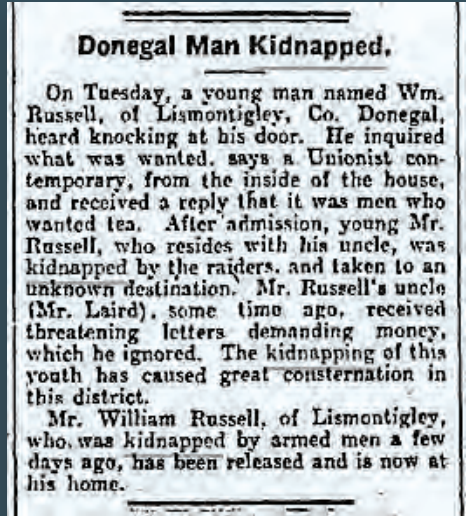 Donegal Man Kidnapped.
On Tuesday, a young man named Wm.
Russell, of Lismontigley, Co. Donegal,
heard knocking at his door. He inquired
what was wanted, says a Unionist con-
temporary, from the inside of the house,
and received a reply that it was men who
wanted tea. After admission, young Mr.
Russell, who resides with his uncle, was
kidnapped by the raiders, and taken to an
unknown destination. Mr. Russell's uncle
(Mr. Laird), some time ago, received
threatening letters demanding money,
which he ignored. The kidnapping of this
youth has caused great consternation in
this district.
Mr. William Russell, of Lismontigley,
who was kidnapped by armed men a few
days ago, has been released and is now at
his home.